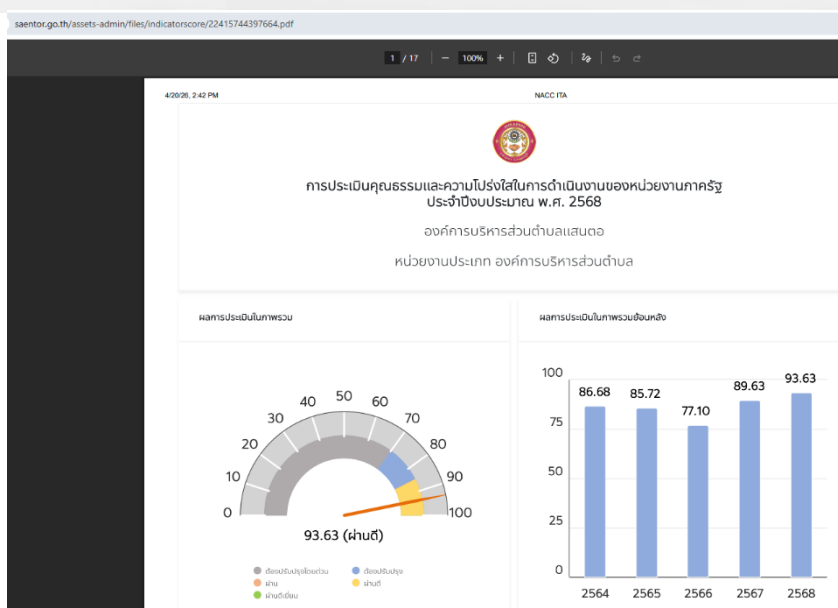 saentor.go.th/assets-admin/files/indicatorscore/22415744397664.pdf
1 / 17 — 100% +
4/20/26, 2:42 PM NACC ITA
การประเมินคุณธรรมและความโปร่งใสในการดำเนินงานของหน่วยงานภาครัฐ
ประจำปีงบประมาณ พ.ศ. 2568
องค์การบริหารส่วนตำบลแสนตอ
หน่วยงานประเภท องค์การบริหารส่วนตำบล
ผลการประเมินในภาพรวม
0 10 20 30 40 50 60 70 80 90 100
93.63 (ผ่านดี)
ต้องปรับปรุงโดยด่วน ต้องปรับปรุง
ผ่าน ผ่านดี
ผ่านดีเยี่ยม
ผลการประเมินในภาพรวมย้อนหลัง
100
75
50
25
0
86.68 85.72 77.10 89.63 93.63
2564 2565 2566 2567 2568